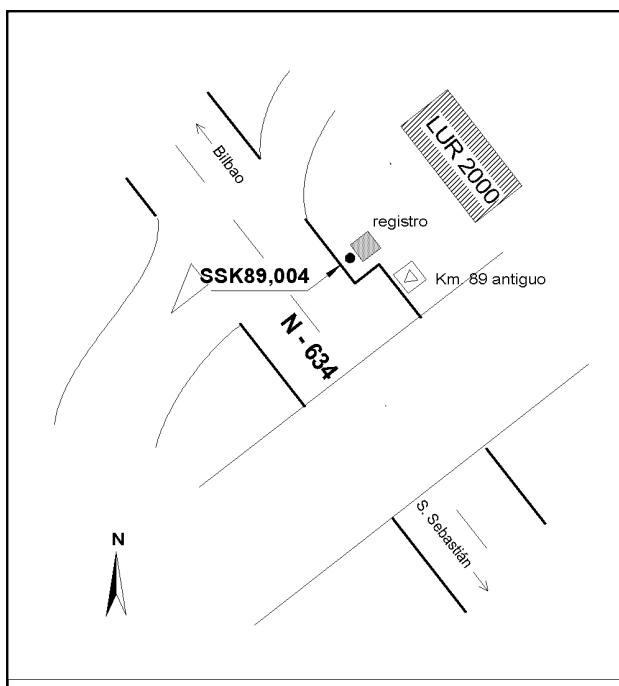 LUR 2000
Bilbao
registro
SSK89,004
Km. 89 antiguo
N - 634
S. Sebastián
N